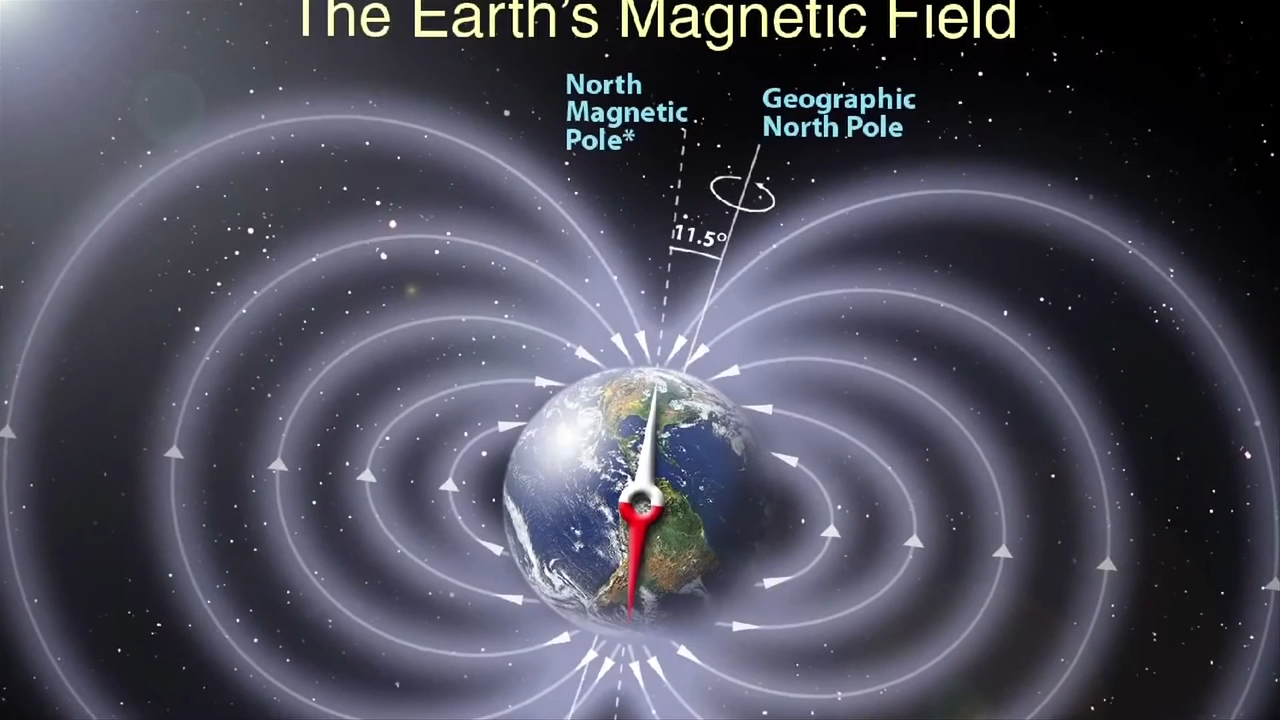 The Earth's Magnetic Field
North
Magnetic
Pole*
Geographic
North Pole
11.5°